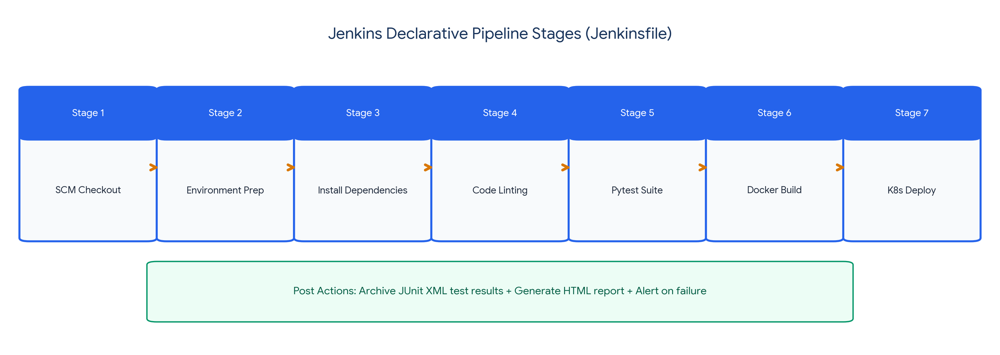 Jenkins Declarative Pipeline Stages (Jenkinsfile)
Stage 1
Stage 2
Stage 3
Stage 4
Stage 5
Stage 6
Stage 7
SCM Checkout
Environment Prep
Install Dependencies
Code Linting
Pytest Suite
Docker Build
K8s Deploy
Post Actions: Archive JUnit XML test results + Generate HTML report + Alert on failure